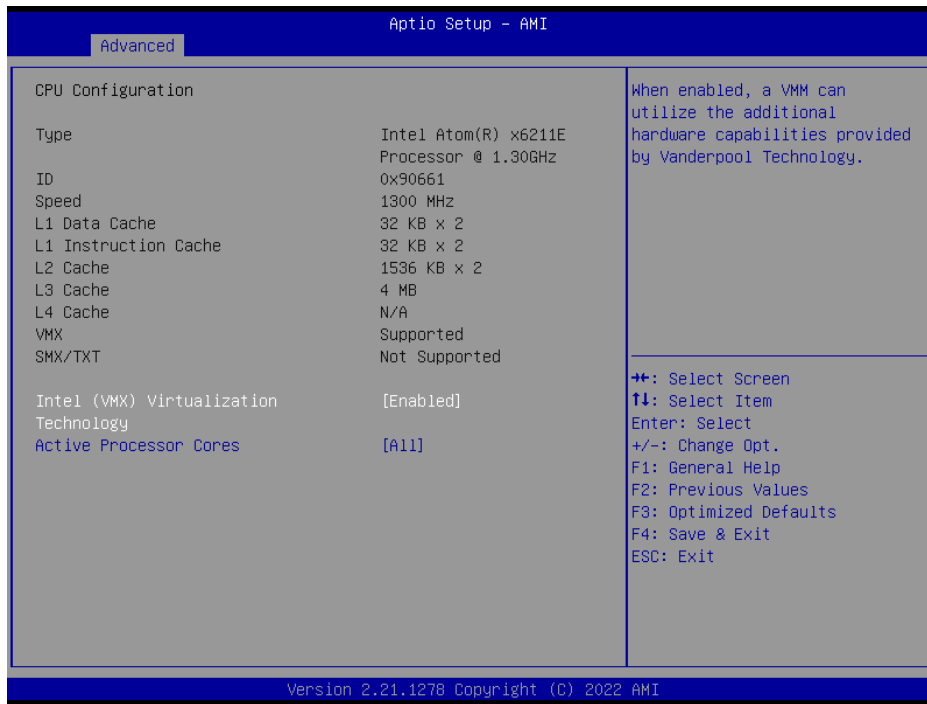 Aptio Setup – AMI
Advanced
CPU Configuration
Type Intel Atom(R) x6211E
Processor @ 1.30GHz
ID 0x90661
Speed 1300 MHz
L1 Data Cache 32 KB x 2
L1 Instruction Cache 32 KB x 2
L2 Cache 1536 KB x 2
L3 Cache 4 MB
L4 Cache N/A
VMX Supported
SMX/TXT Not Supported
Intel (VMX) Virtualization [Enabled]
Technology
Active Processor Cores [All]
When enabled, a VMM can
utilize the additional
hardware capabilities provided
by Vanderpool Technology.
→←: Select Screen
↑↓: Select Item
Enter: Select
+/-: Change Opt.
F1: General Help
F2: Previous Values
F3: Optimized Defaults
F4: Save & Exit
ESC: Exit
Version 2.21.1278 Copyright (C) 2022 AMI